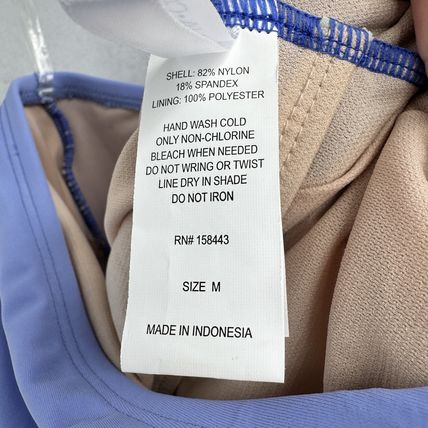 SHELL: 82% NYLON
18% SPANDEX
LINING: 100% POLYESTER
HAND WASH COLD
ONLY NON-CHLORINE
BLEACH WHEN NEEDED
DO NOT WRING OR TWIST
LINE DRY IN SHADE
DO NOT IRON
RN# 158443
SIZE M
MADE IN INDONESIA